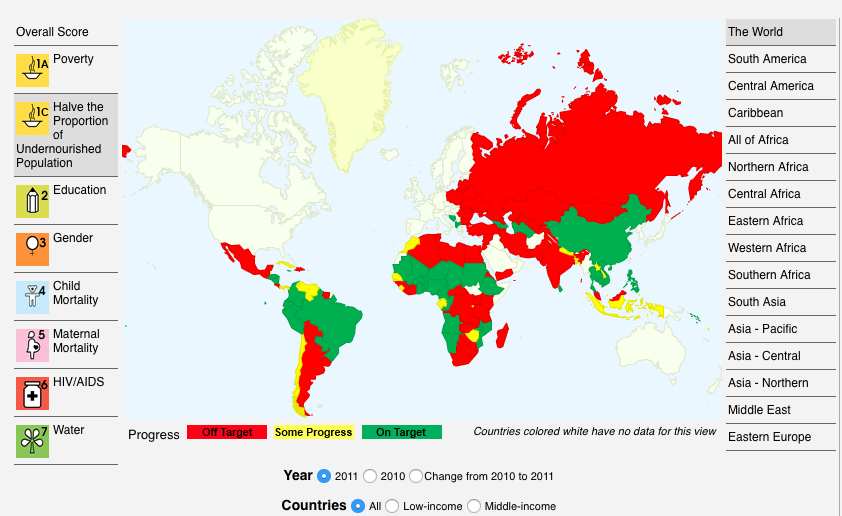 Overall Score
1A Poverty
1C Halve the
Proportion
of
Undernourished
Population
2 Education
3 Gender
4 Child
Mortality
5 Maternal
Mortality
6 HIV/AIDS
7 Water
The World
South America
Central America
Caribbean
All of Africa
Northern Africa
Central Africa
Eastern Africa
Western Africa
Southern Africa
South Asia
Asia - Pacific
Asia - Central
Asia - Northern
Middle East
Eastern Europe
Progress Off Target Some Progress On Target Countries colored white have no data for this view
Year 2011 2010 Change from 2010 to 2011
Countries All Low-income Middle-income